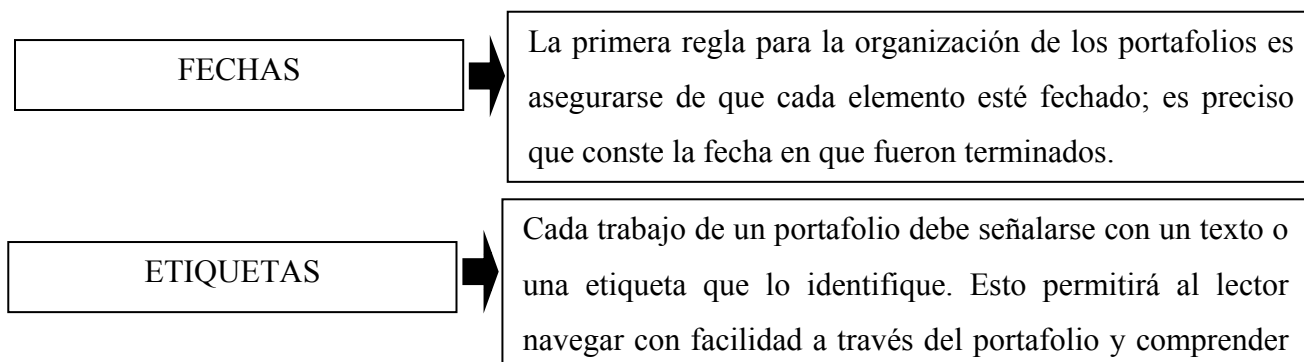 FECHAS
La primera regla para la organización de los portafolios es
asegurarse de que cada elemento esté fechado; es preciso
que conste la fecha en que fueron terminados.
ETIQUETAS
Cada trabajo de un portafolio debe señalarse con un texto o
una etiqueta que lo identifique. Esto permitirá al lector
navegar con facilidad a través del portafolio y comprender